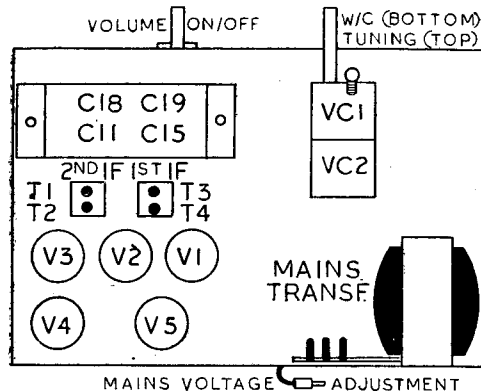 VOLUME ON/OFF
W/C (BOTTOM)
TUNING (TOP)
C18 C19
C11 C15
VC1
VC2
2ND IF 1ST IF
T1 T3
T2 T4
V3 V2 V1
V4 V5
MAINS
TRANSF
MAINS VOLTAGE ADJUSTMENT